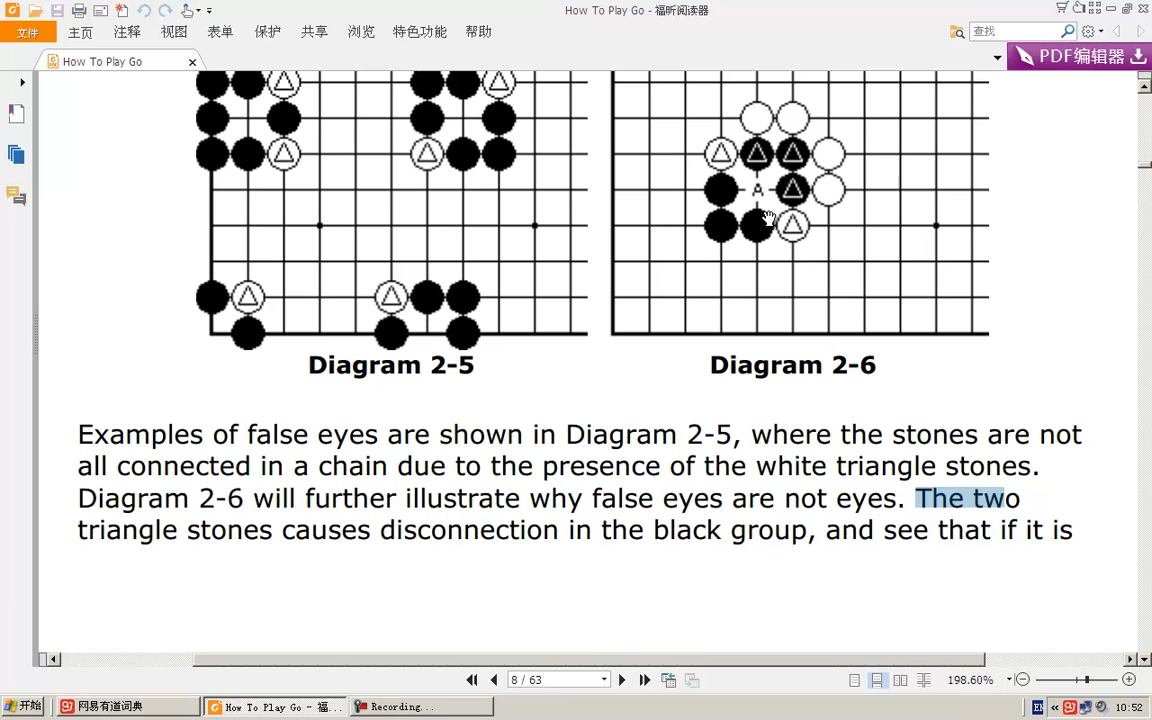 How To Play Go - 福昕阅读器
文件 主页 注释 视图 表单 保护 共享 浏览 特色功能 帮助
查找
How To Play Go
PDF编辑器
A
Diagram 2-5
Diagram 2-6
Examples of false eyes are shown in Diagram 2-5, where the stones are not
all connected in a chain due to the presence of the white triangle stones.
Diagram 2-6 will further illustrate why false eyes are not eyes. The two
triangle stones causes disconnection in the black group, and see that if it is
8 / 63
198.60%
开始
网易有道词典
How To Play Go - 福...
Recording...
EN
10:52